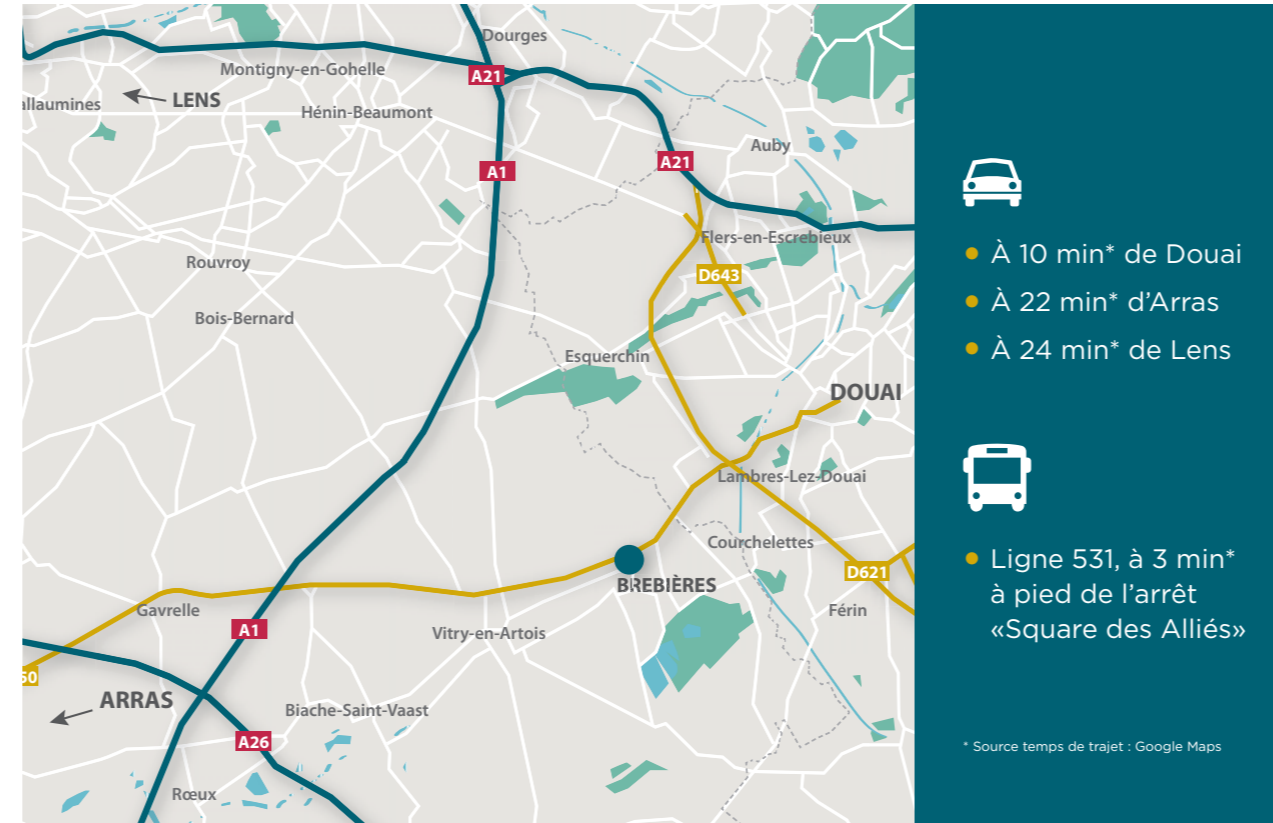 Dourges
A21
Montigny-en-Gohelle
allaumines
LENS
Hénin-Beaumont
A21
Auby
A1
Flers-en-Escrebieux
Rouvroy
D643
Bois-Bernard
Esquerchin
DOUAI
Lambres-Lez-Douai
Courchelettes
D621
BREBIÈRES
Gavrelle
Férin
A1
Vitry-en-Artois
50
ARRAS
Biache-Saint-Vaast
A26
Rœux
À 10 min* de Douai
À 22 min* d’Arras
À 24 min* de Lens
Ligne 531, à 3 min*
à pied de l’arrêt
«Square des Alliés»
* Source temps de trajet : Google Maps